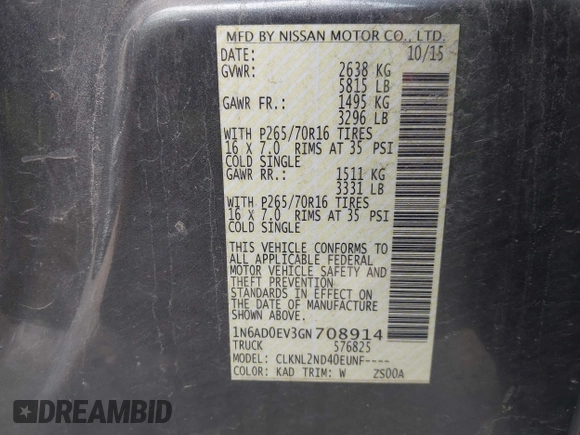 MFD BY NISSAN MOTOR CO., LTD.
DATE: 10/15
GVWR: 2638 KG
5815 LB
GAWR FR.: 1495 KG
3296 LB
WITH P265/70R16 TIRES
16 X 7.0 RIMS AT 35 PSI
COLD SINGLE
GAWR RR.: 1511 KG
3331 LB
WITH P265/70R16 TIRES
16 X 7.0 RIMS AT 35 PSI
COLD SINGLE
THIS VEHICLE CONFORMS TO
ALL APPLICABLE FEDERAL
MOTOR VEHICLE SAFETY AND
THEFT PREVENTION
STANDARDS IN EFFECT ON
THE DATE OF MANUFACTURE
SHOWN ABOVE.
1N6AD0EV3GN708914
TRUCK 576825
MODEL: CLKNL2ND40EUNF----
COLOR: KAD TRIM: W ZS00A
DREAMBID